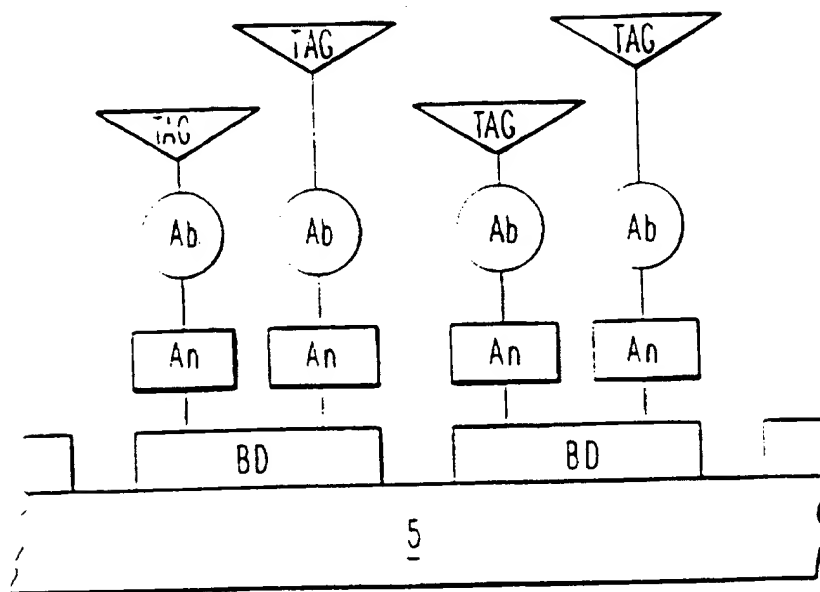 TAG TAG
TAG TAG
Ab Ab Ab Ab
An An An An
BD BD
5